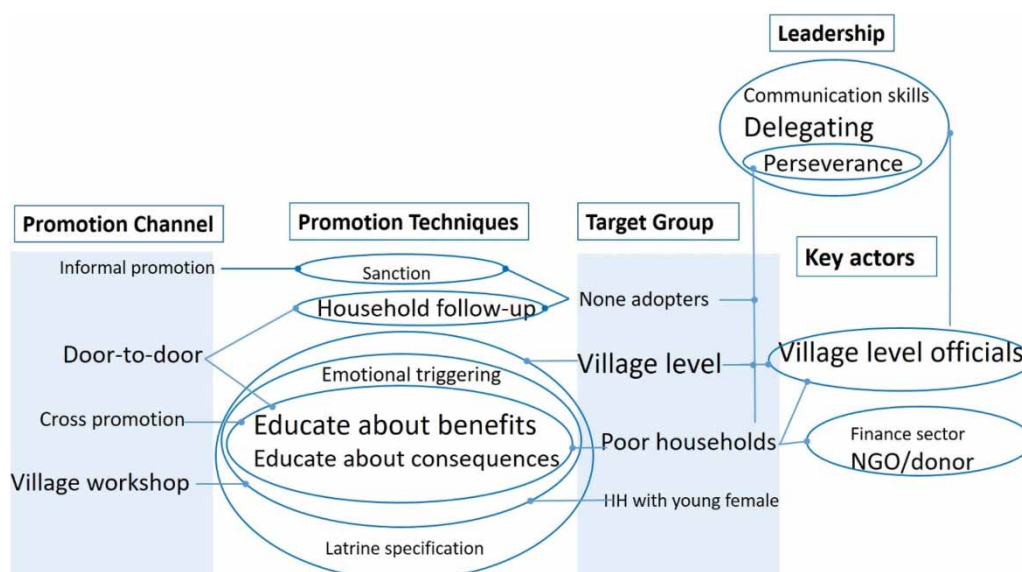 Leadership
Communication skills
Delegating
Perseverance
Promotion Channel
Promotion Techniques
Target Group
Key actors
Informal promotion
Sanction
None adopters
Household follow-up
Door-to-door
Village level
Village level officials
Emotional triggering
Cross promotion
Educate about benefits
Finance sector
Poor households
Educate about consequences
NGO/donor
Village workshop
HH with young female
Latrine specification